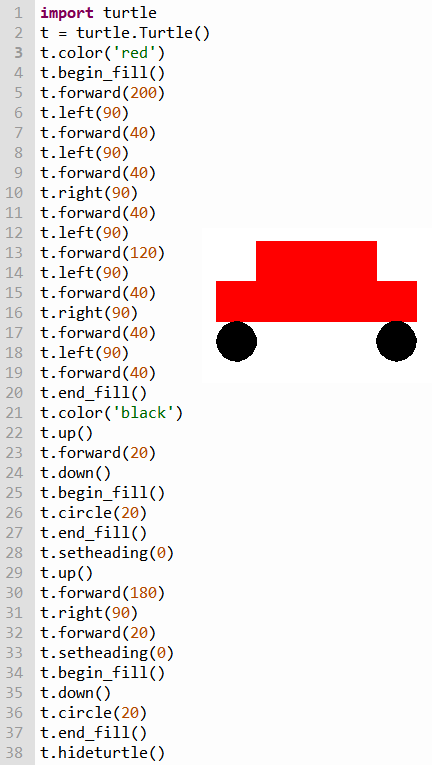 1 import turtle
2 t = turtle.Turtle()
3 t.color('red')
4 t.begin_fill()
5 t.forward(200)
6 t.left(90)
7 t.forward(40)
8 t.left(90)
9 t.forward(40)
10 t.right(90)
11 t.forward(40)
12 t.left(90)
13 t.forward(120)
14 t.left(90)
15 t.forward(40)
16 t.right(90)
17 t.forward(40)
18 t.left(90)
19 t.forward(40)
20 t.end_fill()
21 t.color('black')
22 t.up()
23 t.forward(20)
24 t.down()
25 t.begin_fill()
26 t.circle(20)
27 t.end_fill()
28 t.setheading(0)
29 t.up()
30 t.forward(180)
31 t.right(90)
32 t.forward(20)
33 t.setheading(0)
34 t.begin_fill()
35 t.down()
36 t.circle(20)
37 t.end_fill()
38 t.hideturtle()